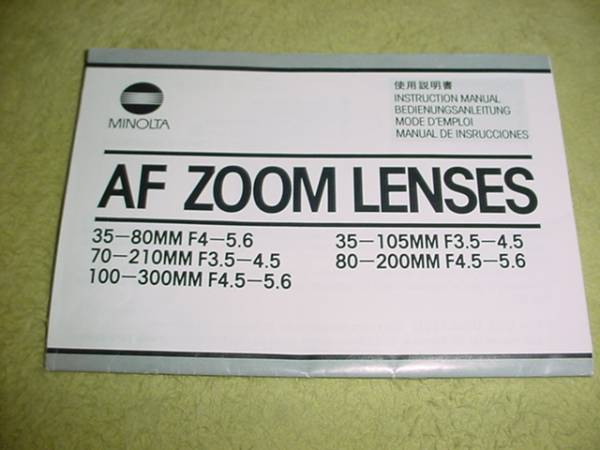 MINOLTA
使用説明書
INSTRUCTION MANUAL
BEDIENUNGSANLEITUNG
MODE D'EMPLOI
MANUAL DE INSRUCCIONES
AF ZOOM LENSES
35—80MM F4—5.6
70—210MM F3.5—4.5
100—300MM F4.5—5.6
35—105MM F3.5—4.5
80—200MM F4.5—5.6